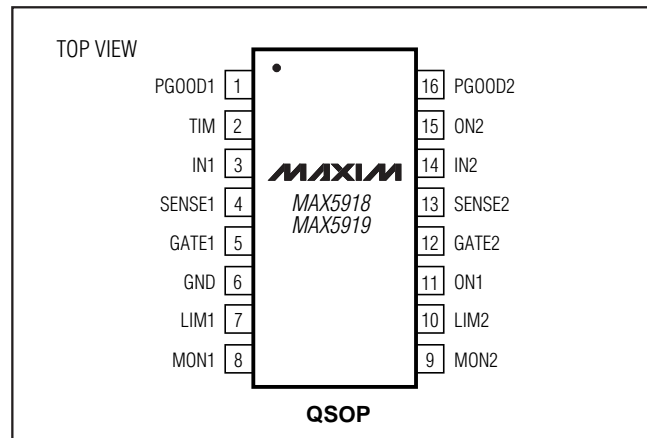 TOP VIEW
PGOOD1 1 16 PGOOD2
TIM 2 15 ON2
IN1 3 14 IN2
MAXIM
SENSE1 4 MAX5918 13 SENSE2
MAX5919
GATE1 5 12 GATE2
GND 6 11 ON1
LIM1 7 10 LIM2
MON1 8 9 MON2
QSOP